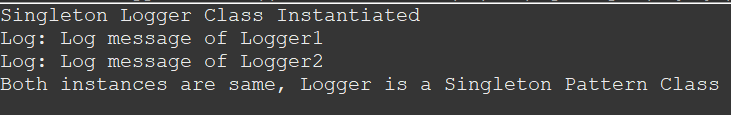 Singleton Logger Class Instantiated
Log: Log message of Logger1
Log: Log message of Logger2
Both instances are same, Logger is a Singleton Pattern Class